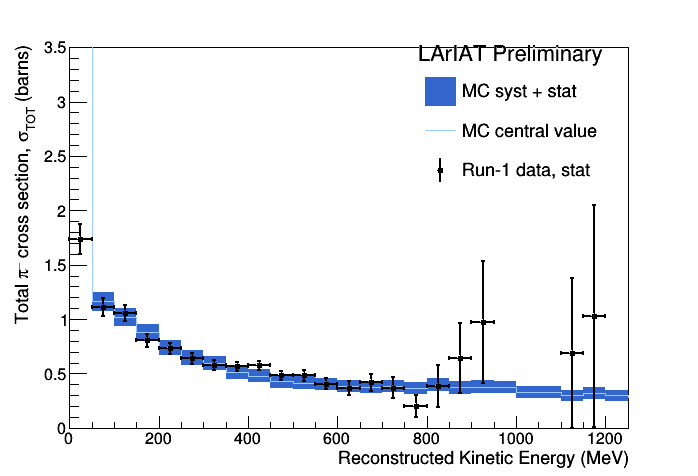 LArIAT Preliminary
MC syst + stat
MC central value
Run-1 data, stat
Total π⁻ cross section, σ_TOT (barns)
3.5
3
2.5
2
1.5
1
0.5
0
0 200 400 600 800 1000 1200
Reconstructed Kinetic Energy (MeV)